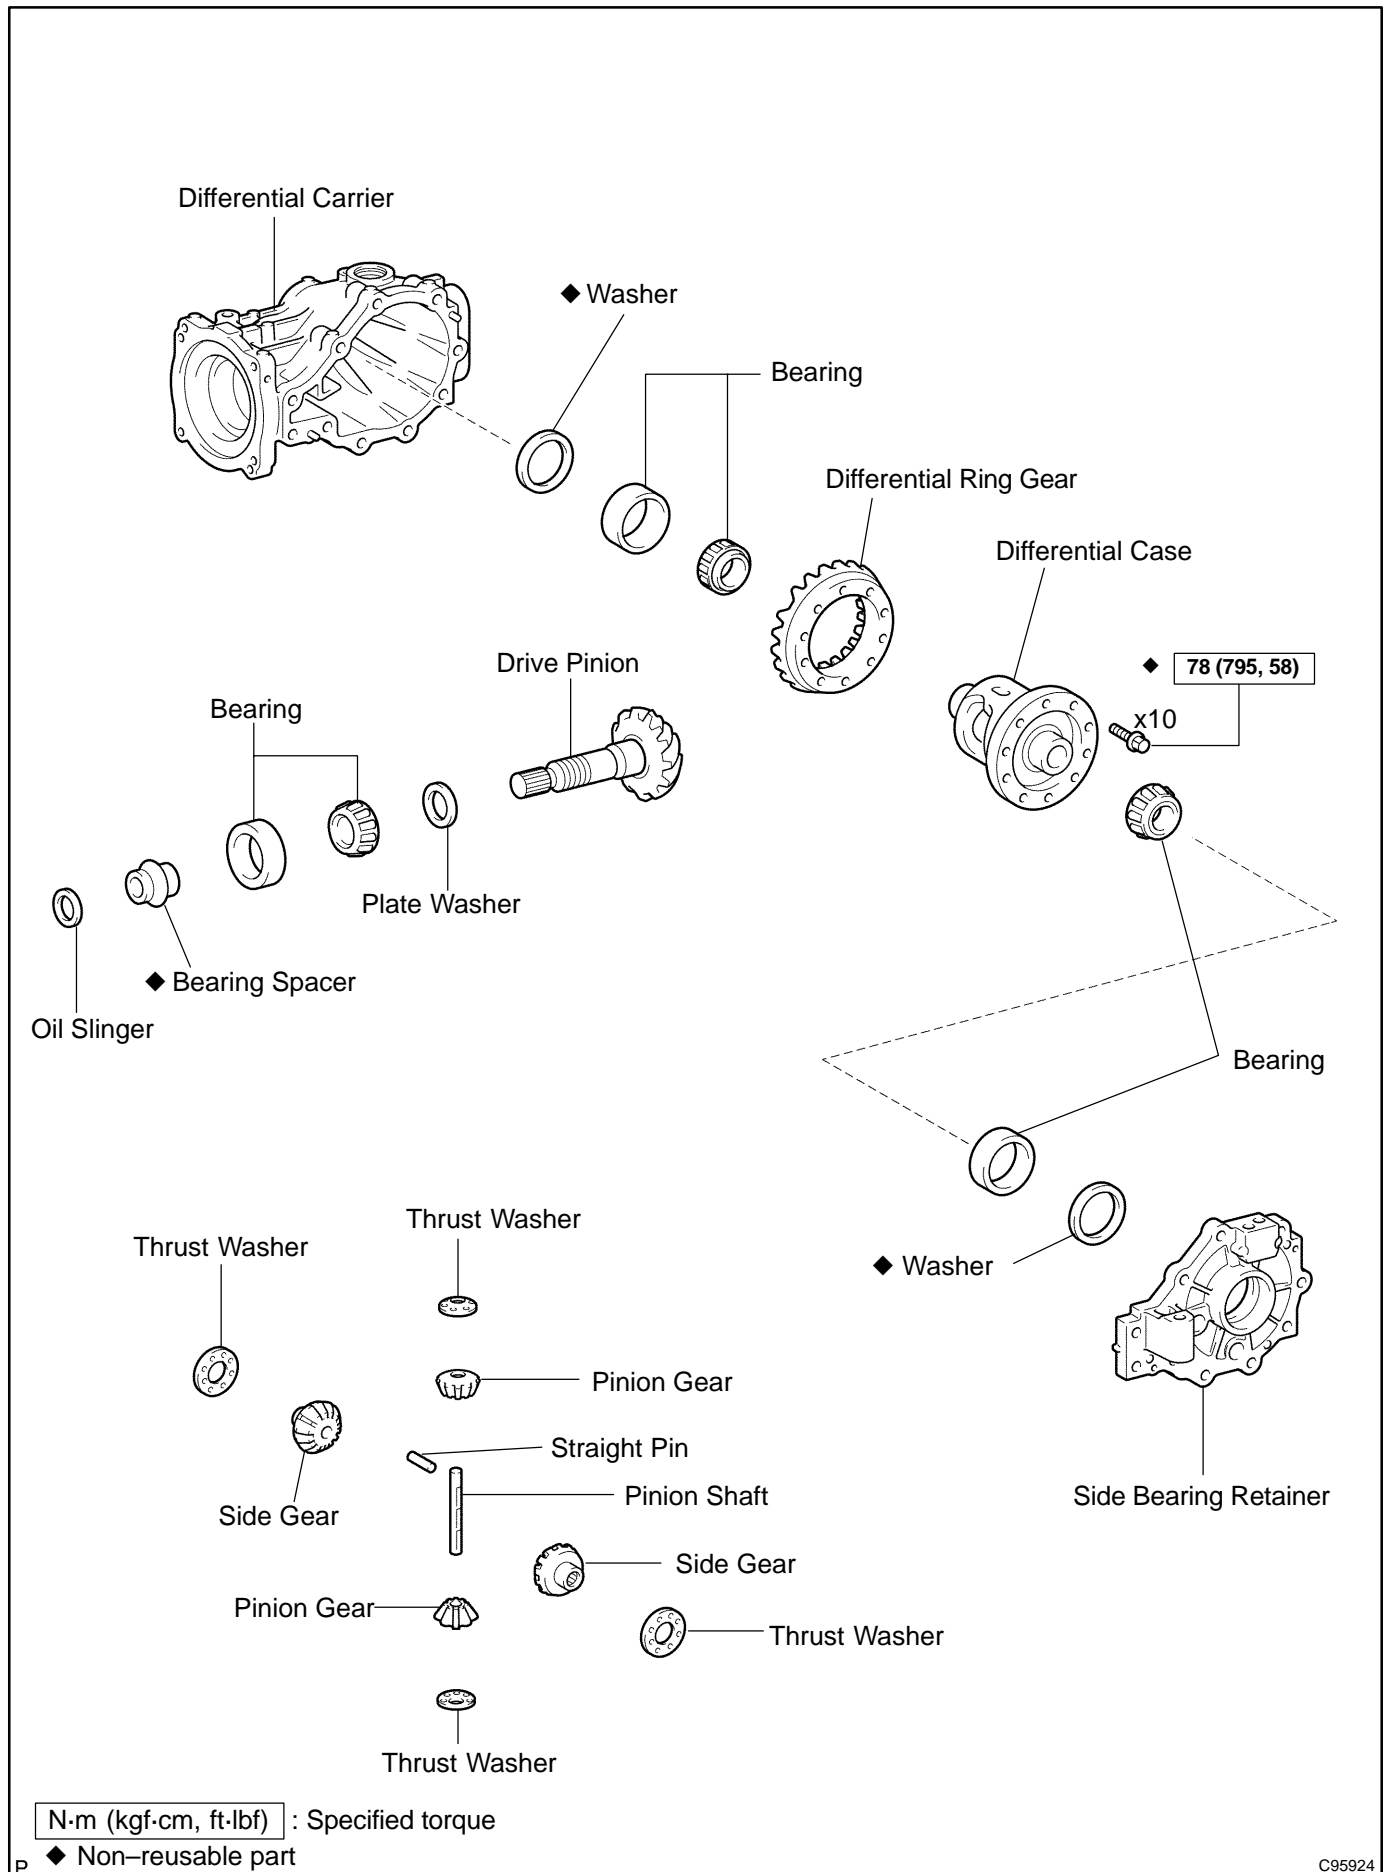 Differential Carrier
◆ Washer
Bearing
Differential Ring Gear
Differential Case
Drive Pinion
◆ 78 (795, 58)
x10
Bearing
Plate Washer
◆ Bearing Spacer
Oil Slinger
Bearing
Thrust Washer
Thrust Washer
◆ Washer
Pinion Gear
Straight Pin
Pinion Shaft
Side Bearing Retainer
Side Gear
Side Gear
Pinion Gear
Thrust Washer
Thrust Washer
N·m (kgf·cm, ft·lbf) : Specified torque
◆ Non–reusable part
P
C95924